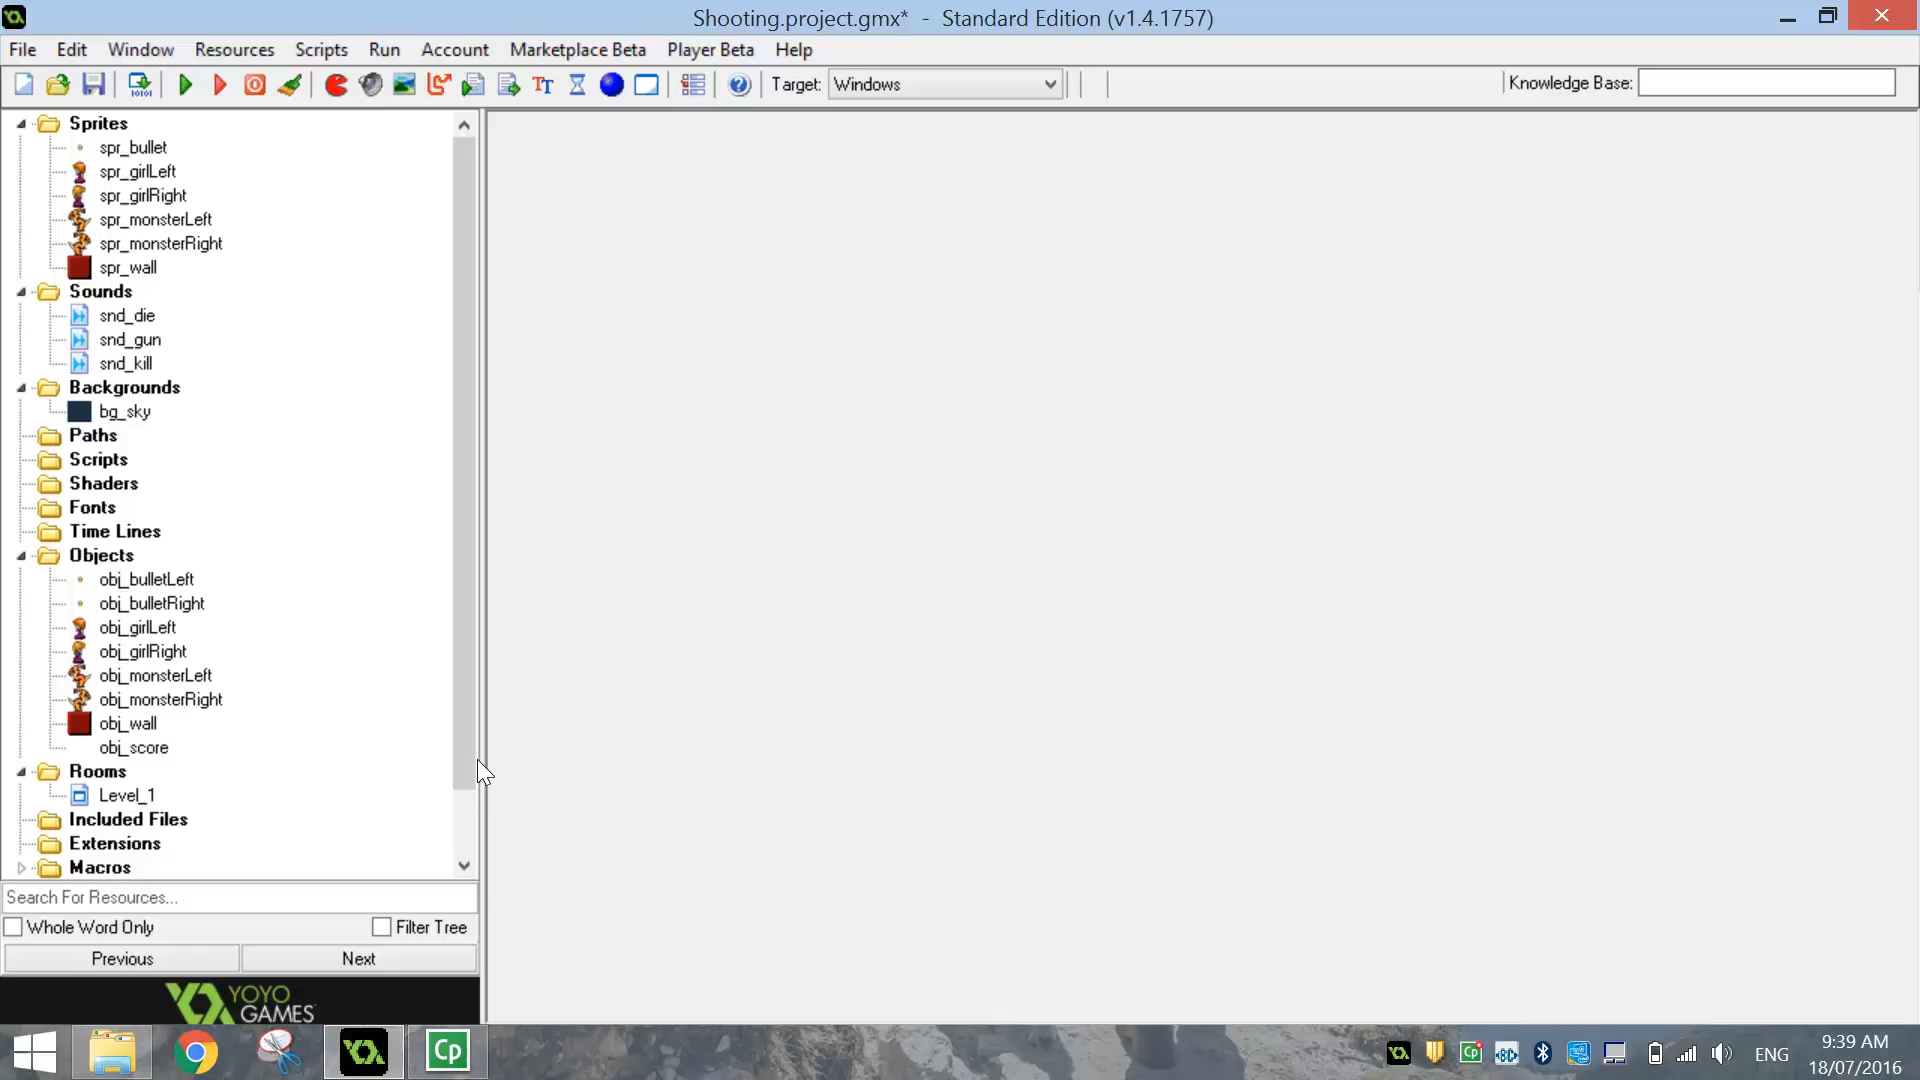 Shooting.project.gmx* - Standard Edition (v1.4.1757)
File Edit Window Resources Scripts Run Account Marketplace Beta Player Beta Help
Target: Windows
Knowledge Base:
Sprites
spr_bullet
spr_girlLeft
spr_girlRight
spr_monsterLeft
spr_monsterRight
spr_wall
Sounds
snd_die
snd_gun
snd_kill
Backgrounds
bg_sky
Paths
Scripts
Shaders
Fonts
Time Lines
Objects
obj_bulletLeft
obj_bulletRight
obj_girlLeft
obj_girlRight
obj_monsterLeft
obj_monsterRight
obj_wall
obj_score
Rooms
Level_1
Included Files
Extensions
Macros
Search For Resources...
Whole Word Only Filter Tree
Previous Next
YOYO
GAMES
Cp
ENG
9:39 AM
18/07/2016